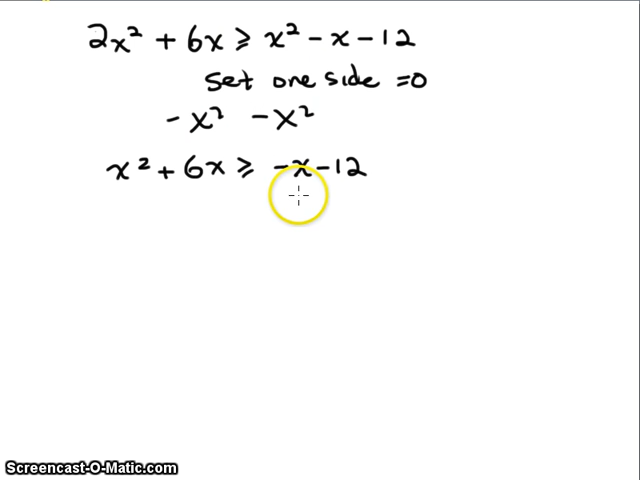 2x² + 6x ≥ x² - x - 12
set one side = 0
- x² - x²
x² + 6x ≥ -x - 12
Screencast-O-Matic.com